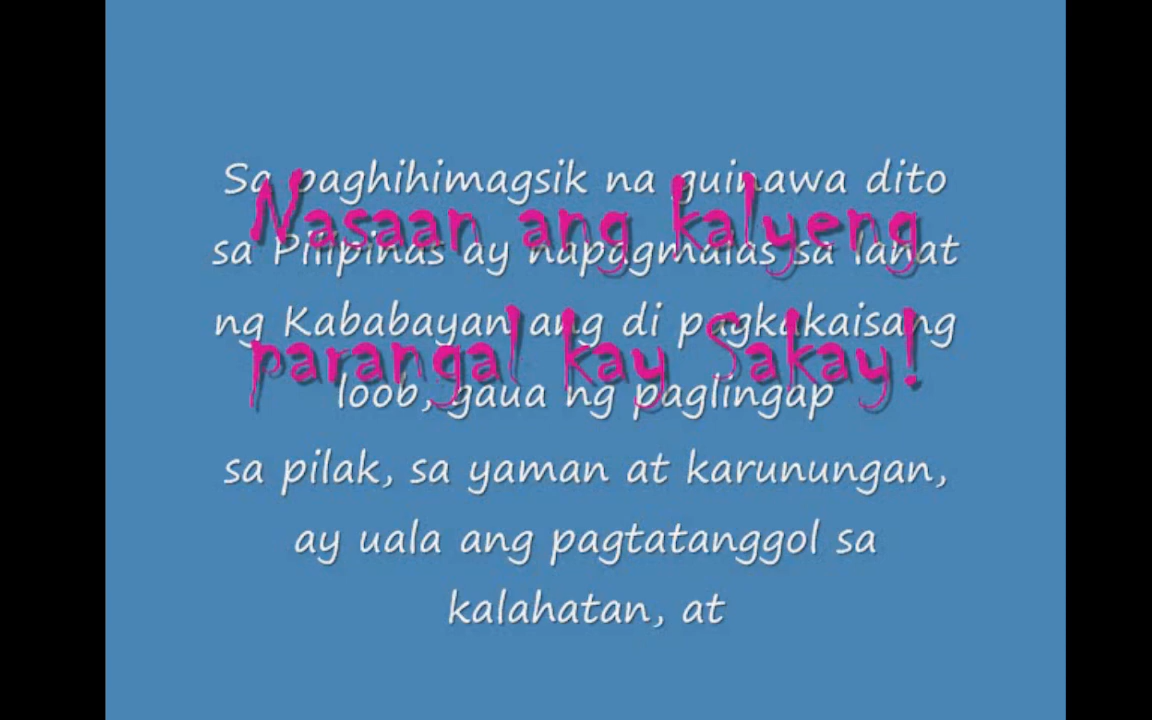 Sa paghihimagsik na guinawa dito
Nasaan ang kalyeng
sa Pilipinas ay napagmalas sa lahat
ng Kababayan ang di pagkakaisang
parangal kay Sakay!
loob, gaua ng paglingap
sa pilak, sa yaman at karunungan,
ay uala ang pagtatanggol sa
kalahatan, at